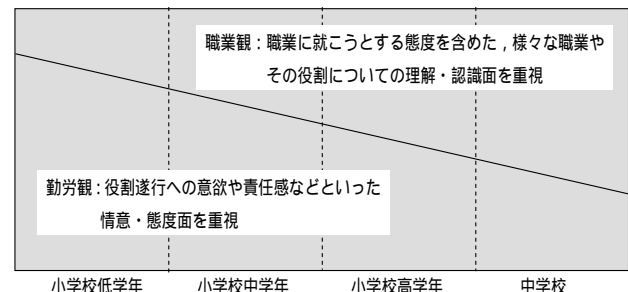 職業観：職業に就こうとする態度を含めた，様々な職業や
その役割についての理解・認識面を重視
勤労観：役割遂行への意欲や責任感などといった
情意・態度面を重視
小学校低学年 小学校中学年 小学校高学年 中学校